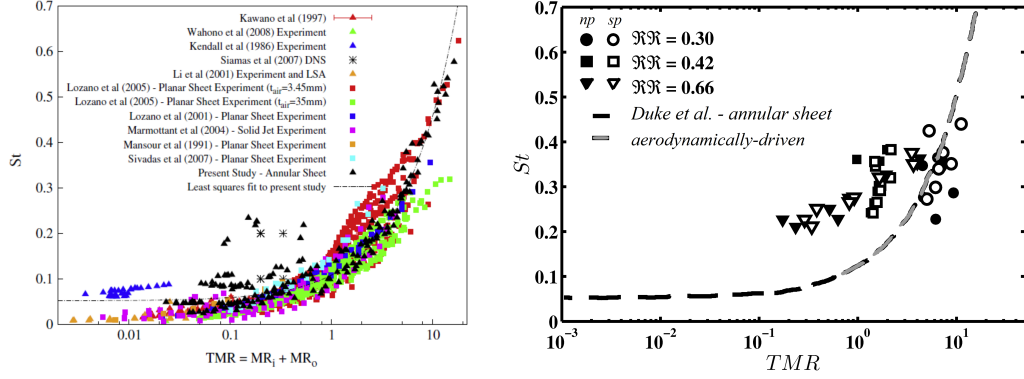 0.7
0.6
0.5
0.4
0.3
0.2
0.1
0
St
Kawano et al (1997)
Wahono et al (2008) Experiment
Kendall et al (1986) Experiment
Siamas et al (2007) DNS
Li et al (2001) Experiment and LSA
Lozano et al (2005) - Planar Sheet Experiment (tair=3.45mm)
Lozano et al (2005) - Planar Sheet Experiment (tair=35mm)
Lozano et al (2001) - Planar Sheet Experiment
Marmottant et al (2004) - Solid Jet Experiment
Mansour et al (1991) - Planar Sheet Experiment
Sivadas et al (2007) - Planar Sheet Experiment
Present Study - Annular Sheet
Least squares fit to present study
0.01 0.1 1 10
TMR = MRi + MRo
0.7
0.6
0.5
0.4
0.3
0.2
0.1
0
St
np sp
ℜℜ = 0.30
ℜℜ = 0.42
ℜℜ = 0.66
Duke et al. - annular sheet
aerodynamically-driven
10⁻³ 10⁻² 10⁻¹ 10⁰ 10¹
TMR